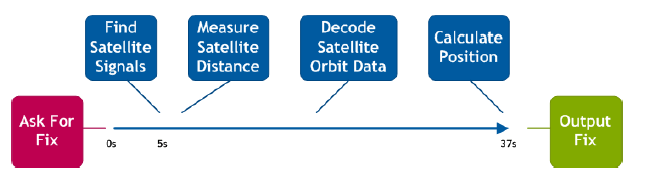 Find
Satellite
Signals
Measure
Satellite
Distance
Decode
Satellite
Orbit Data
Calculate
Position
Ask For
Fix
0s
5s
37s
Output
Fix